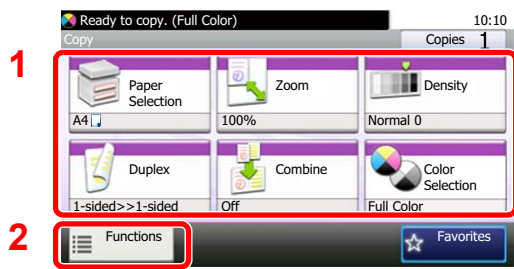 Ready to copy. (Full Color)
10:10
Copy
Copies 1
1
Paper Selection
Zoom
Density
A4
100%
Normal 0
Duplex
Combine
Color Selection
1-sided>>1-sided
Off
Full Color
2
Functions
Favorites